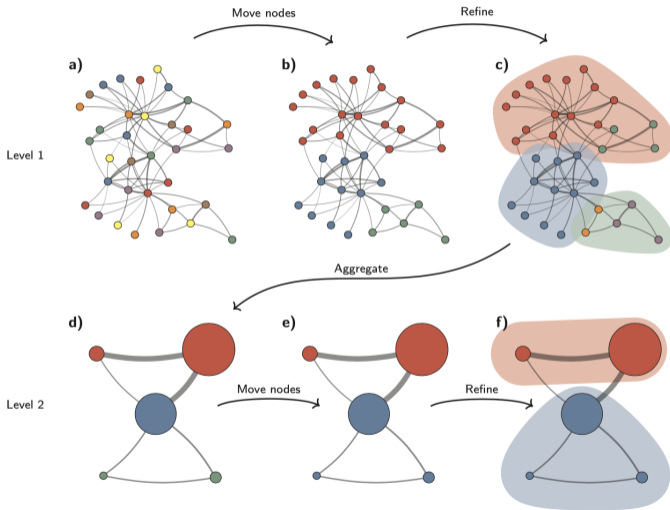 Move nodes
Refine
a)
b)
c)
Level 1
Aggregate
d)
e)
f)
Move nodes
Refine
Level 2